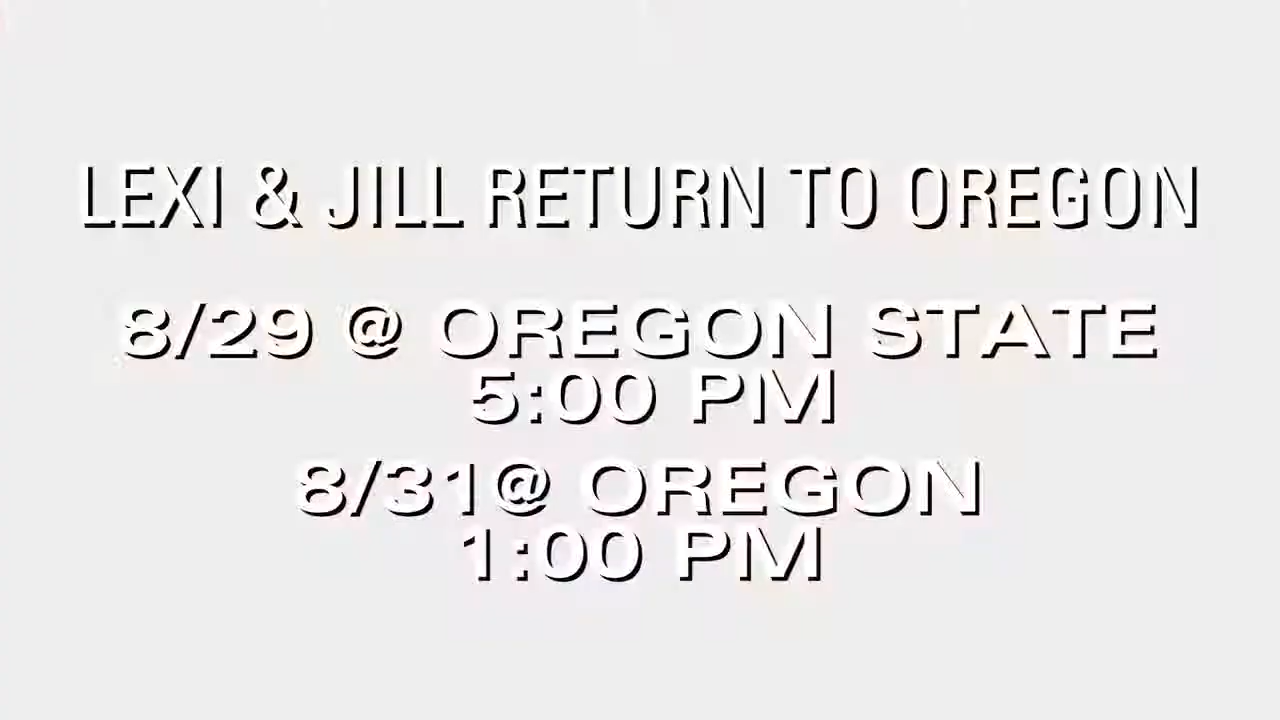 LEXI & JILL RETURN TO OREGON
8/29 @ OREGON STATE
5:00 PM
8/31@ OREGON
1:00 PM